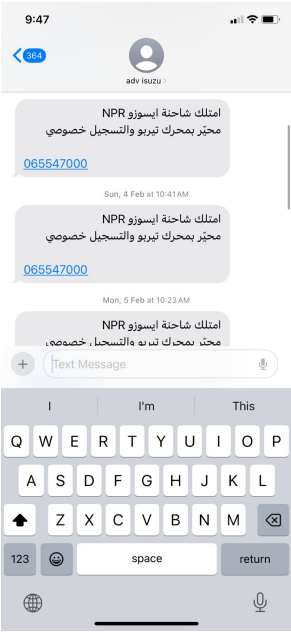 9:47
364
adv isuzu
امتلك شاحنة ايسوزو NPR
محيّر بمحرك تيربو والتسجيل خصوصي
065547000
Sun, 4 Feb at 10:41 AM
امتلك شاحنة ايسوزو NPR
محيّر بمحرك تيربو والتسجيل خصوصي
065547000
Mon, 5 Feb at 10:23 AM
امتلك شاحنة ايسوزو NPR
محيّر بمحرك تيربو والتسجيل خصوصي
Text Message
I I'm This
Q W E R T Y U I O P
A S D F G H J K L
Z X C V B N M
123 space return